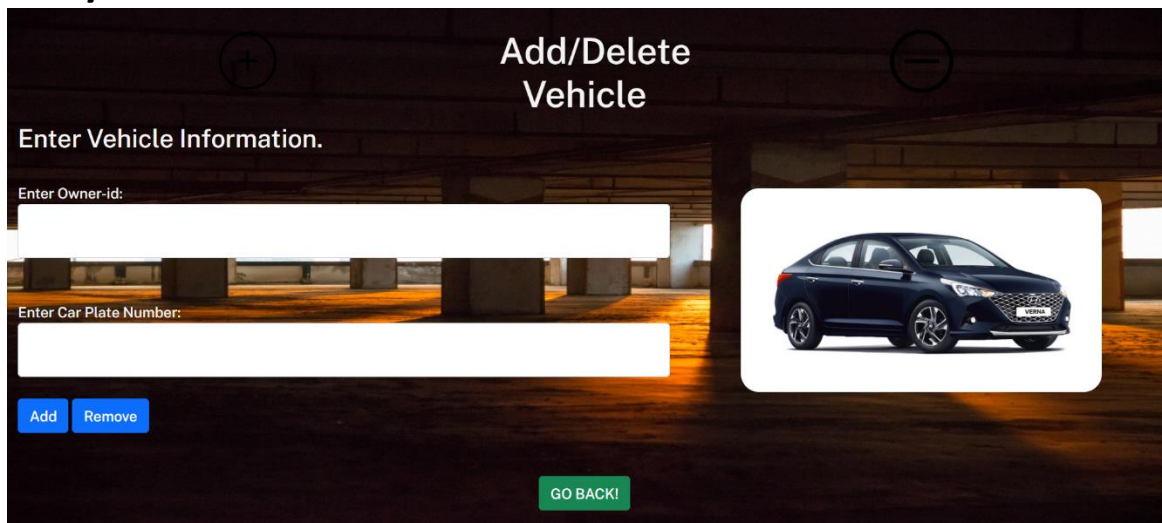 Add/Delete
Vehicle
Enter Vehicle Information.
Enter Owner-id:
Enter Car Plate Number:
VERNA
Add Remove
GO BACK!